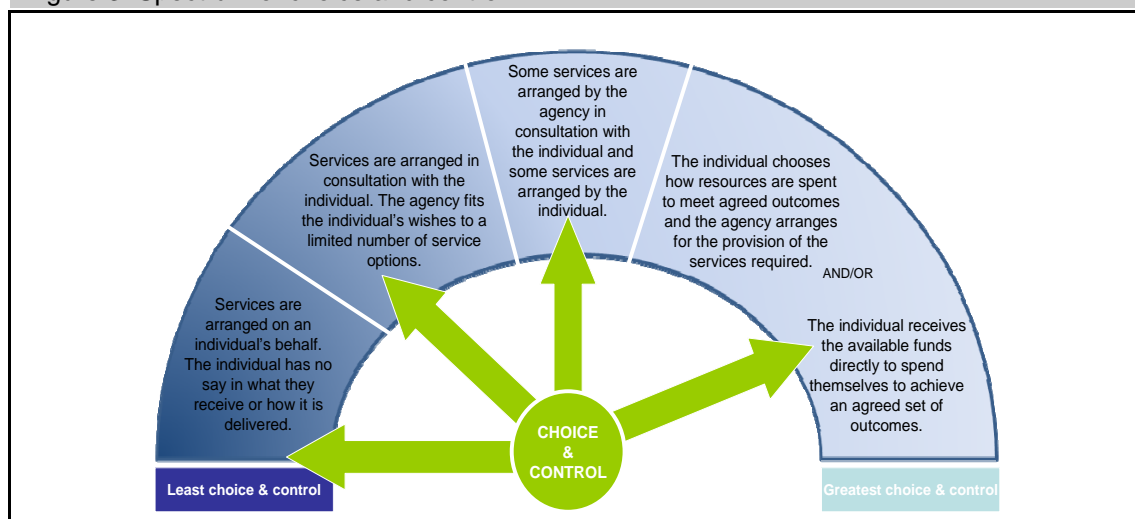 Services are
arranged on an
individual's behalf.
The individual has no
say in what they
receive or how it is
delivered.
Services are arranged in
consultation with the
individual. The agency fits
the individual's wishes to a
limited number of service
options.
Some services are
arranged by the
agency in
consultation with
the individual and
some services are
arranged by the
individual.
The individual chooses
how resources are spent
to meet agreed outcomes
and the agency arranges
for the provision of the
services required.
AND/OR
The individual receives
the available funds
directly to spend
themselves to achieve
an agreed set of
outcomes.
CHOICE
&
CONTROL
Least choice & control
Greatest choice & control